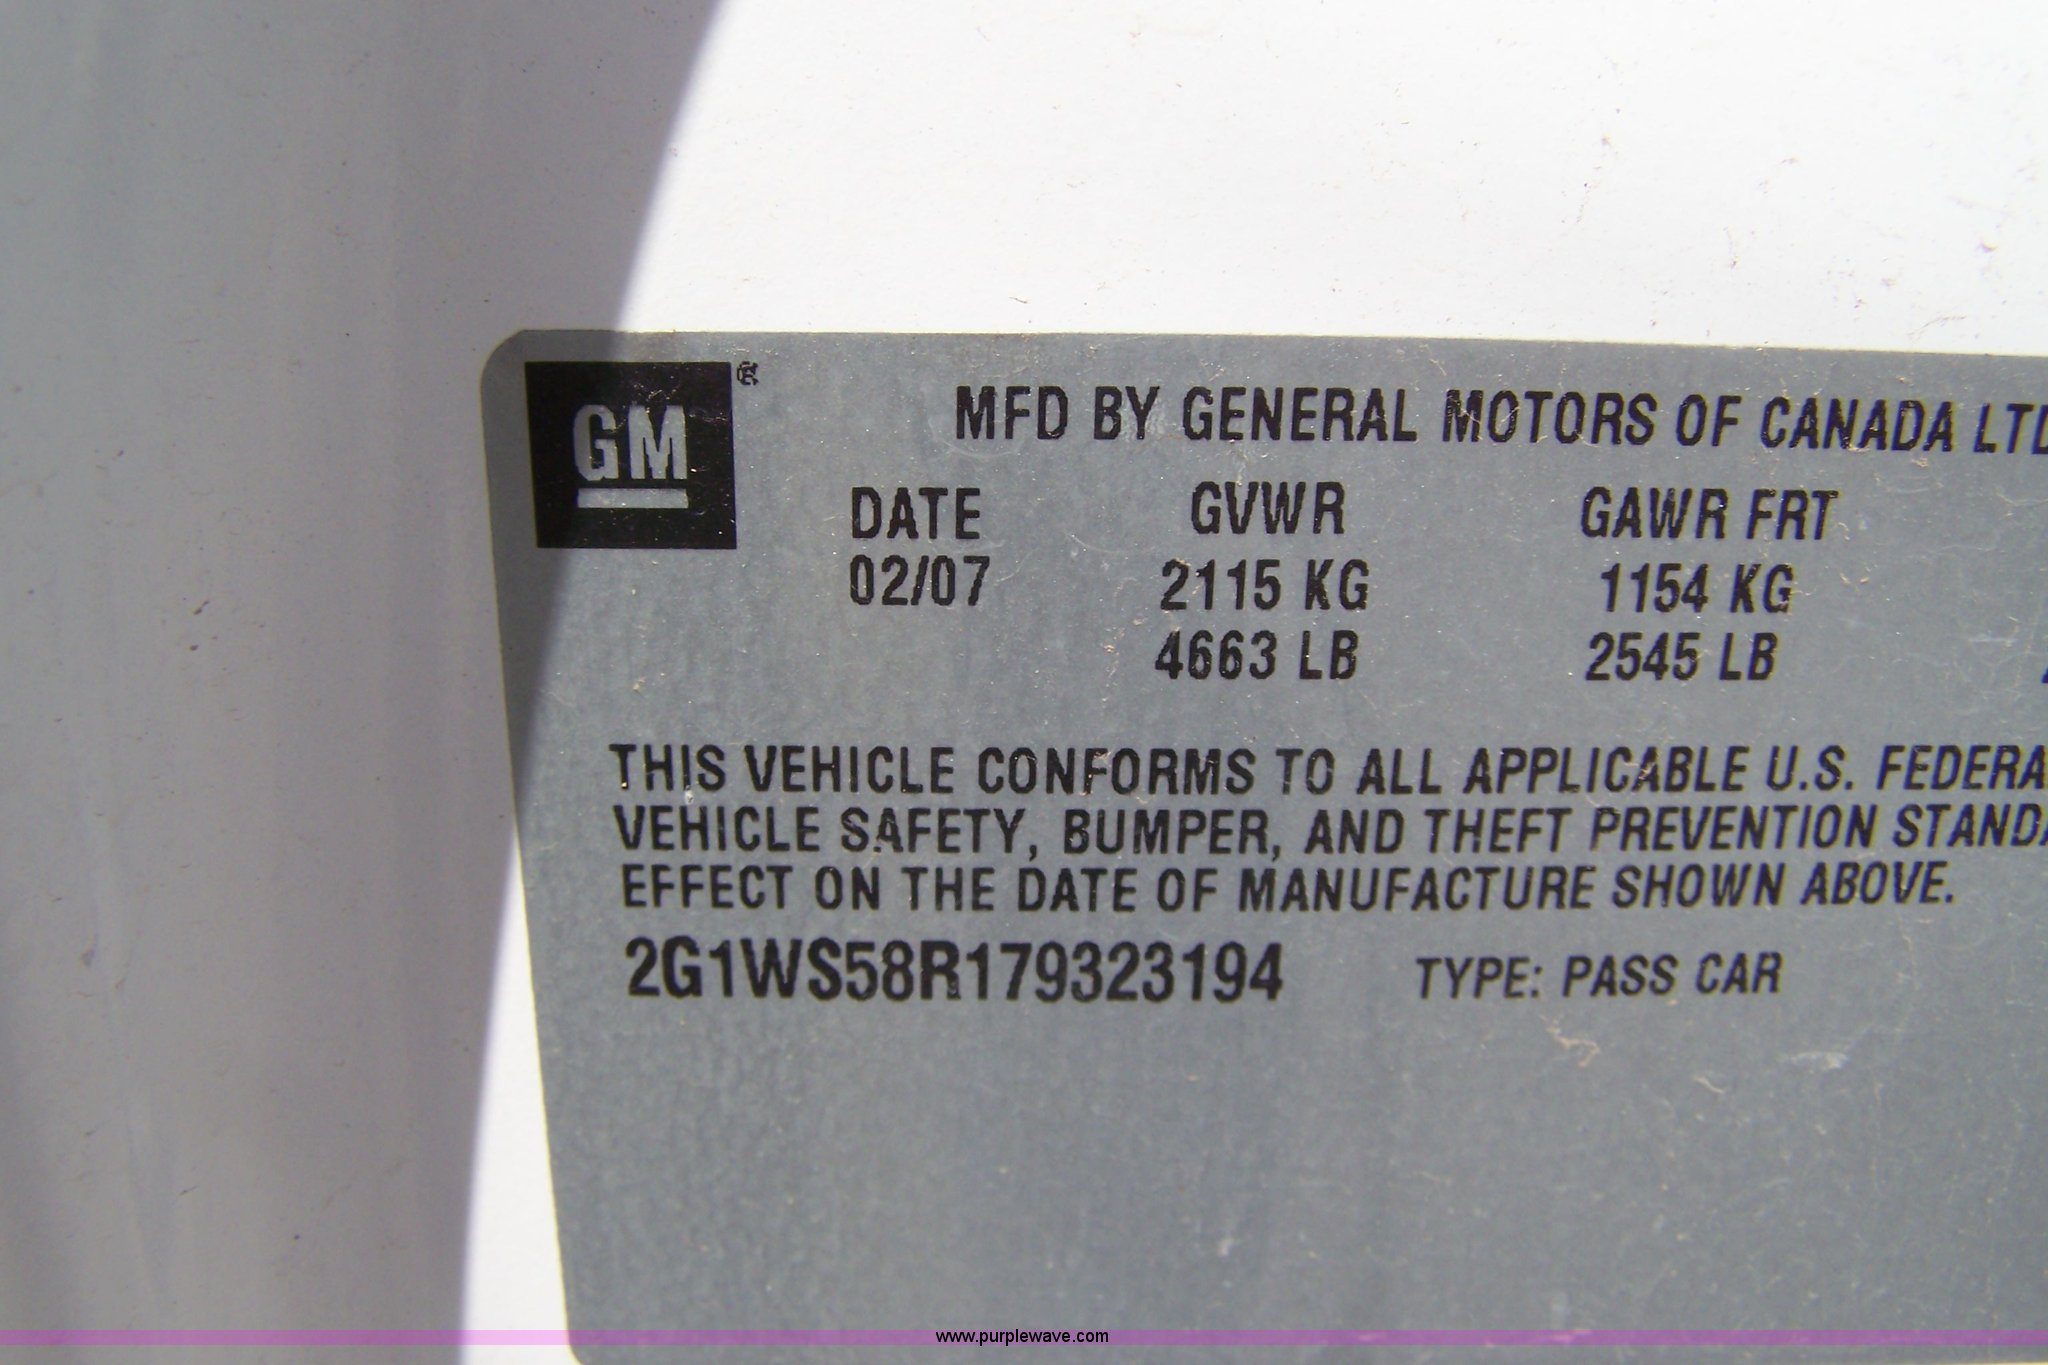 GM
MFD BY GENERAL MOTORS OF CANADA LTD
DATE GVWR GAWR FRT
02/07 2115 KG 1154 KG
4663 LB 2545 LB
THIS VEHICLE CONFORMS TO ALL APPLICABLE U.S. FEDERA
VEHICLE SAFETY, BUMPER, AND THEFT PREVENTION STANDA
EFFECT ON THE DATE OF MANUFACTURE SHOWN ABOVE.
2G1WS58R179323194 TYPE: PASS CAR
www.purplewave.com